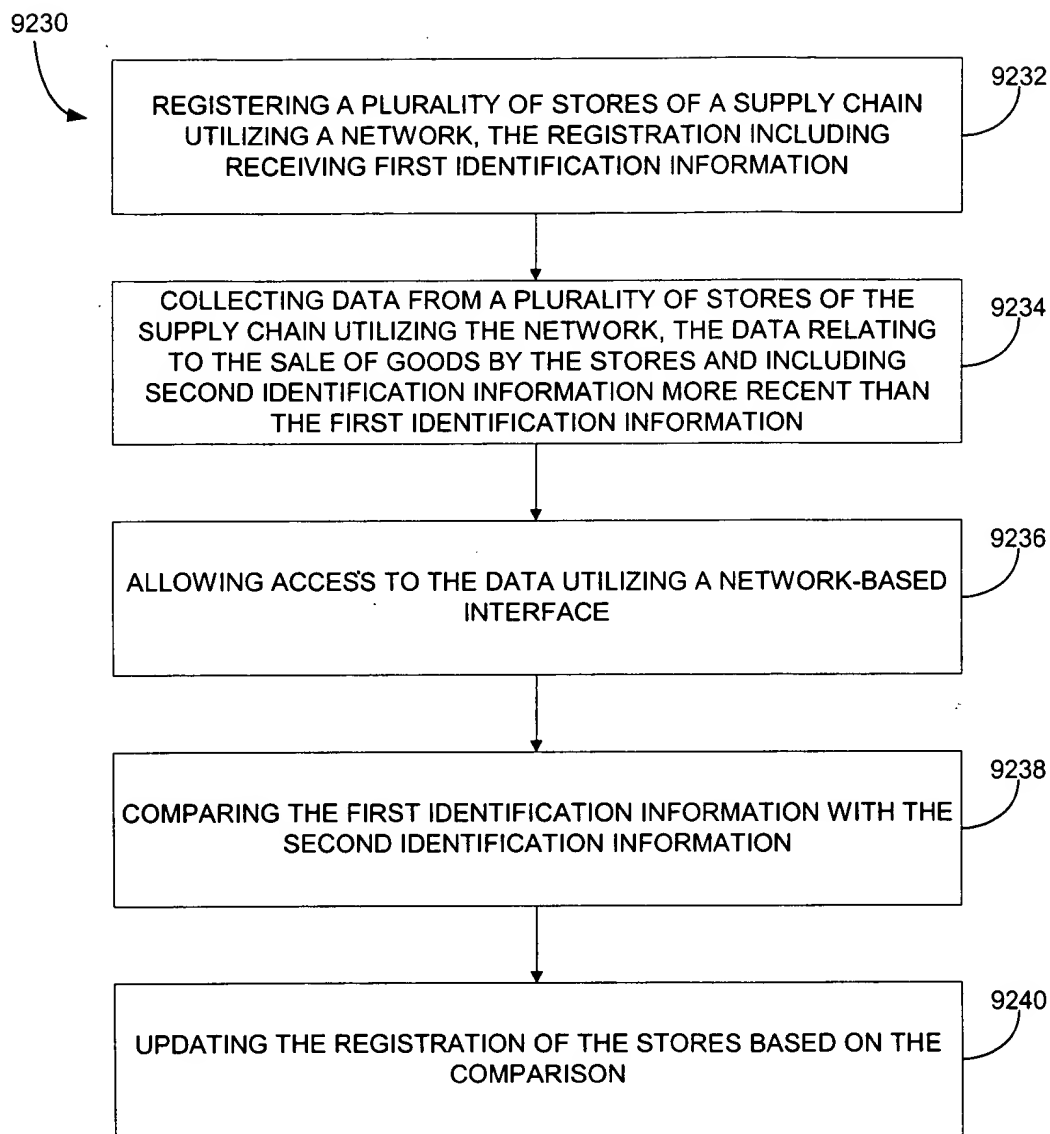 9230
9232
REGISTERING A PLURALITY OF STORES OF A SUPPLY CHAIN
UTILIZING A NETWORK, THE REGISTRATION INCLUDING
RECEIVING FIRST IDENTIFICATION INFORMATION
9234
COLLECTING DATA FROM A PLURALITY OF STORES OF THE
SUPPLY CHAIN UTILIZING THE NETWORK, THE DATA RELATING
TO THE SALE OF GOODS BY THE STORES AND INCLUDING
SECOND IDENTIFICATION INFORMATION MORE RECENT THAN
THE FIRST IDENTIFICATION INFORMATION
9236
ALLOWING ACCESS TO THE DATA UTILIZING A NETWORK-BASED
INTERFACE
9238
COMPARING THE FIRST IDENTIFICATION INFORMATION WITH THE
SECOND IDENTIFICATION INFORMATION
9240
UPDATING THE REGISTRATION OF THE STORES BASED ON THE
COMPARISON